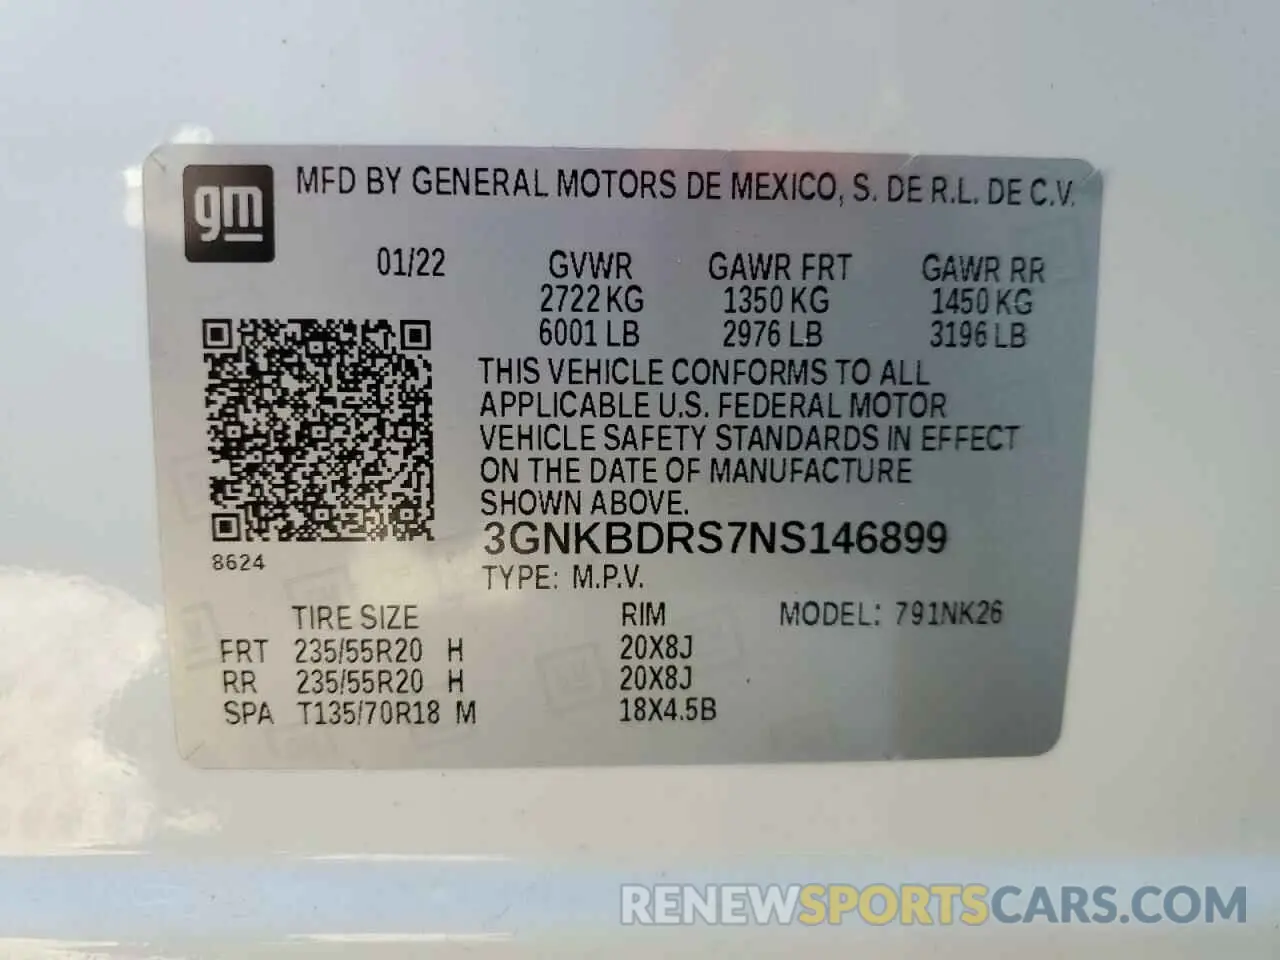 gm
MFD BY GENERAL MOTORS DE MEXICO, S. DE R.L. DE C.V.
01/22 GVWR GAWR FRT GAWR RR
2722 KG 1350 KG 1450 KG
6001 LB 2976 LB 3196 LB
THIS VEHICLE CONFORMS TO ALL
APPLICABLE U.S. FEDERAL MOTOR
VEHICLE SAFETY STANDARDS IN EFFECT
ON THE DATE OF MANUFACTURE
SHOWN ABOVE.
3GNKBDRS7NS146899
8624
TYPE: M.P.V.
TIRE SIZE RIM MODEL: 791NK26
FRT 235/55R20 H 20X8J
RR 235/55R20 H 20X8J
SPA T135/70R18 M 18X4.5B
RENEWSPORTSCARS.COM